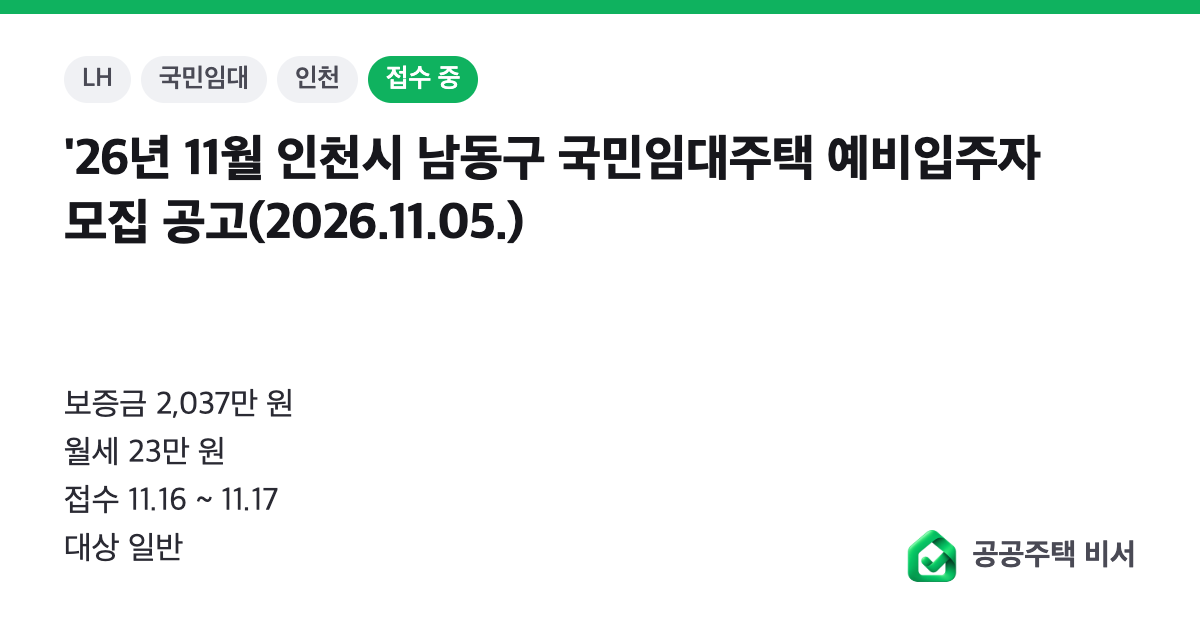 LH 국민임대 인천 접수 중
'26년 11월 인천시 남동구 국민임대주택 예비입주자
모집 공고(2026.11.05.)
보증금 2,037만 원
월세 23만 원
접수 11.16 ~ 11.17
대상 일반
공공주택 비서